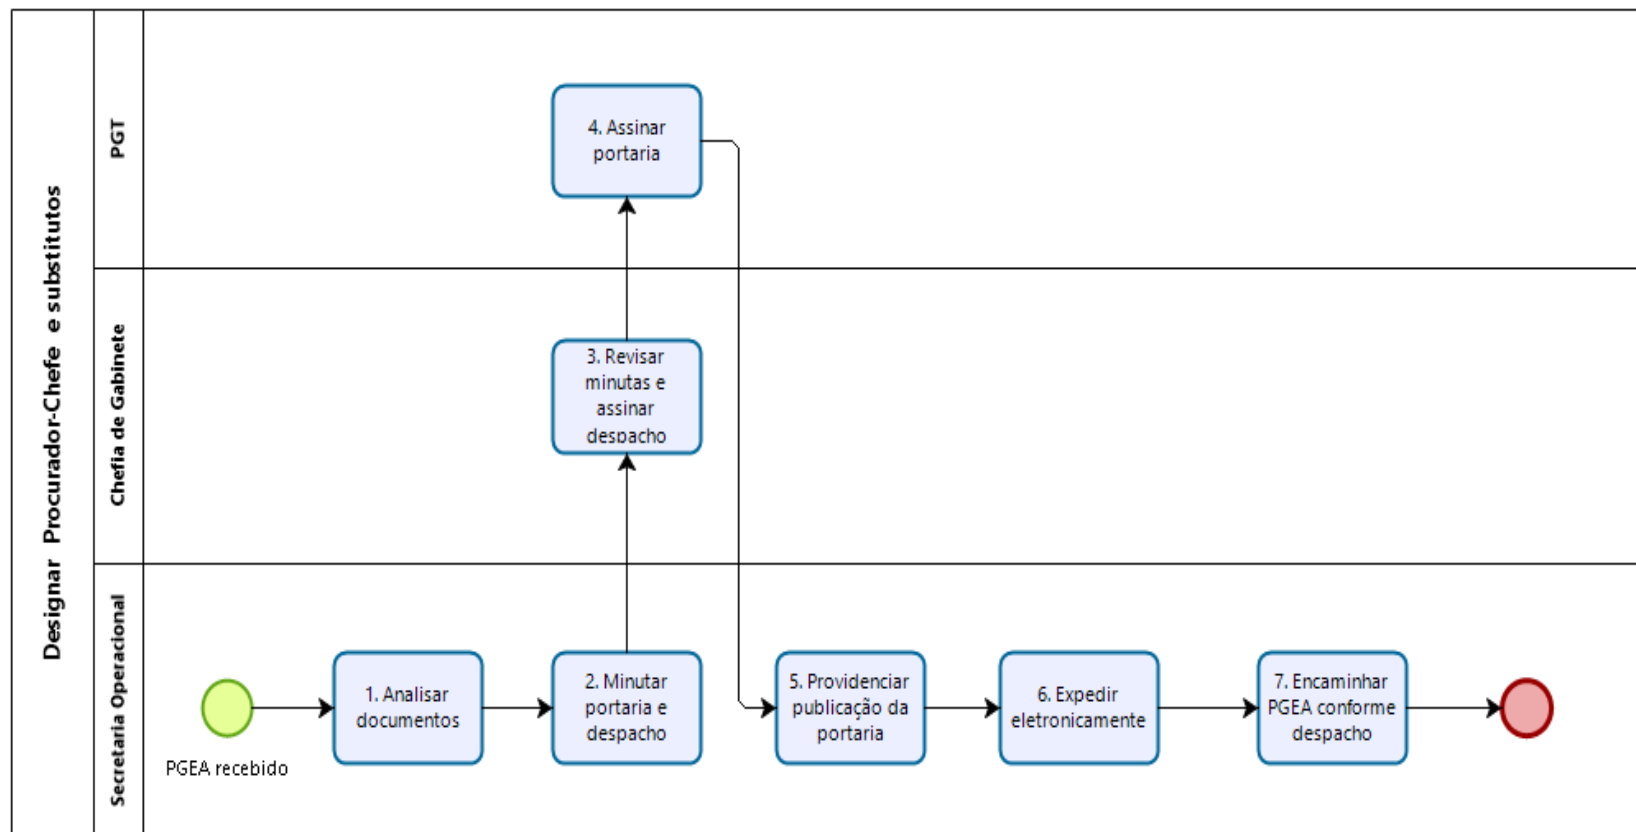 Designar Procurador-Chefe e substitutos
PGT
4. Assinar
portaria
Chefia de Gabinete
3. Revisar
minutas e
assinar
despacho
Secretaria Operacional
PGEA recebido
1. Analisar
documentos
2. Minutar
portaria e
despacho
5. Providenciar
publicação da
portaria
6. Expedir
eletronicamente
7. Encaminhar
PGEA conforme
despacho